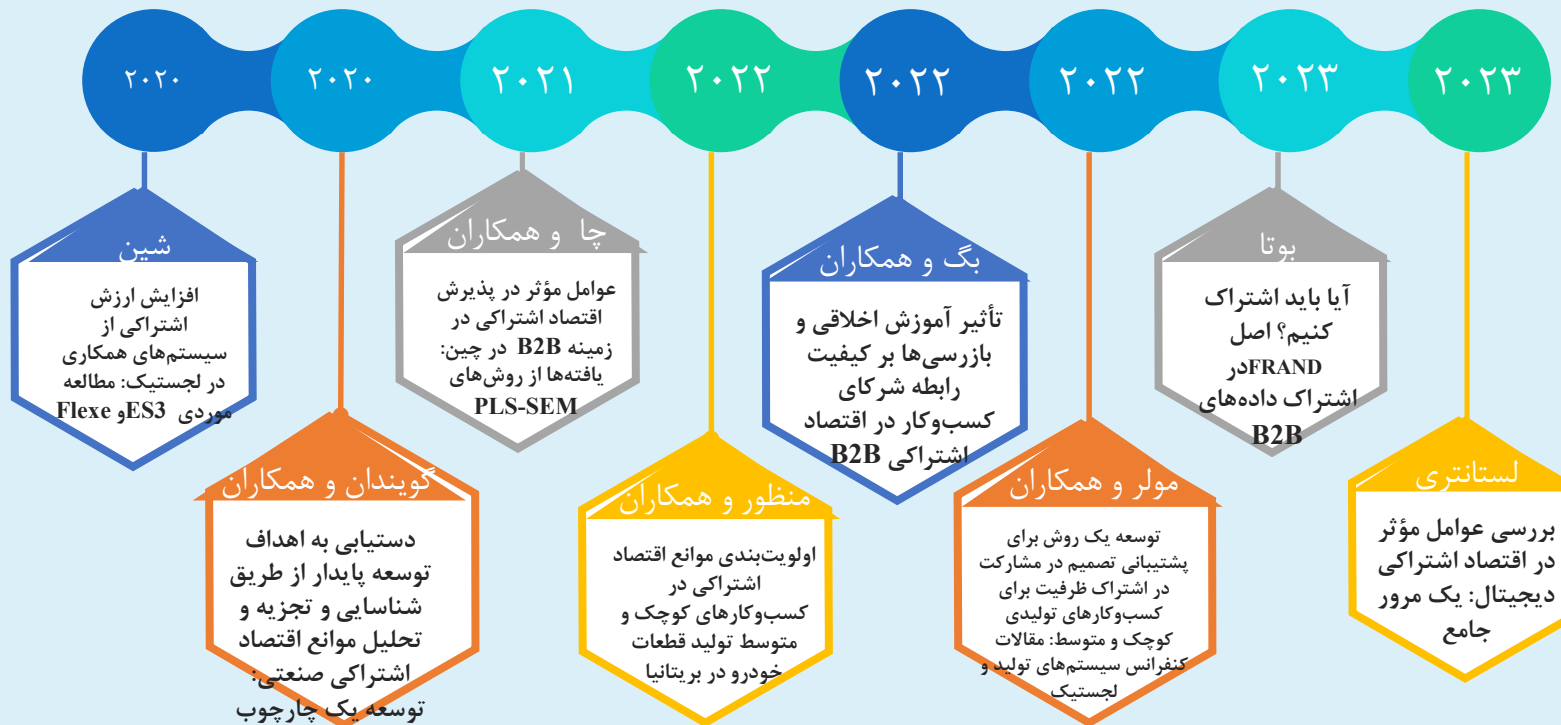 ۲۰۲۰
۲۰۲۰
۲۰۲۱
۲۰۲۲
۲۰۲۲
۲۰۲۲
۲۰۲۳
۲۰۲۳
شین
افزایش ارزش
اشتراکی از
سیستم‌های همکاری
در لجستیک: مطالعه
موردی ES3و Flexe
گویندان و همکاران
دستیابی به اهداف
توسعه پایدار از طریق
شناسایی و تجزیه و
تحلیل موانع اقتصاد
اشتراکی صنعتی:
توسعه یک چارچوب
چا و همکاران
عوامل مؤثر در پذیرش
اقتصاد اشتراکی در
زمینه B2B در چین:
یافته‌ها از روش‌های
PLS-SEM
منظور و همکاران
اولویت‌بندی موانع اقتصاد
اشتراکی در
کسب‌وکارهای کوچک و
متوسط تولید قطعات
خودرو در بریتانیا
بگ و همکاران
تأثیر آموزش اخلاقی و
بازرسی‌ها بر کیفیت
رابطه شرکای
کسب‌وکار در اقتصاد
اشتراکی B2B
مولر و همکاران
توسعه یک روش برای
پشتیبانی تصمیم در مشارکت
در اشتراک ظرفیت برای
کسب‌وکارهای تولیدی
کوچک و متوسط: مقالات
کنفرانس سیستم‌های تولید و
لجستیک
بوتا
آیا باید اشتراک
کنیم؟ اصل
FRANDدر
اشتراک داده‌های
B2B
لستانتری
بررسی عوامل مؤثر
در اقتصاد اشتراکی
دیجیتال: یک مرور
جامع